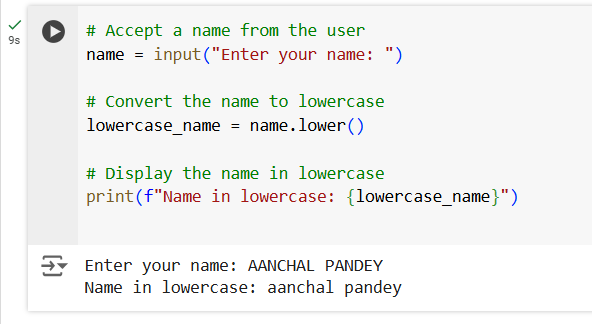 9s
# Accept a name from the user
name = input("Enter your name: ")
# Convert the name to lowercase
lowercase_name = name.lower()
# Display the name in lowercase
print(f"Name in lowercase: {lowercase_name}")
Enter your name: AANCHAL PANDEY
Name in lowercase: aanchal pandey